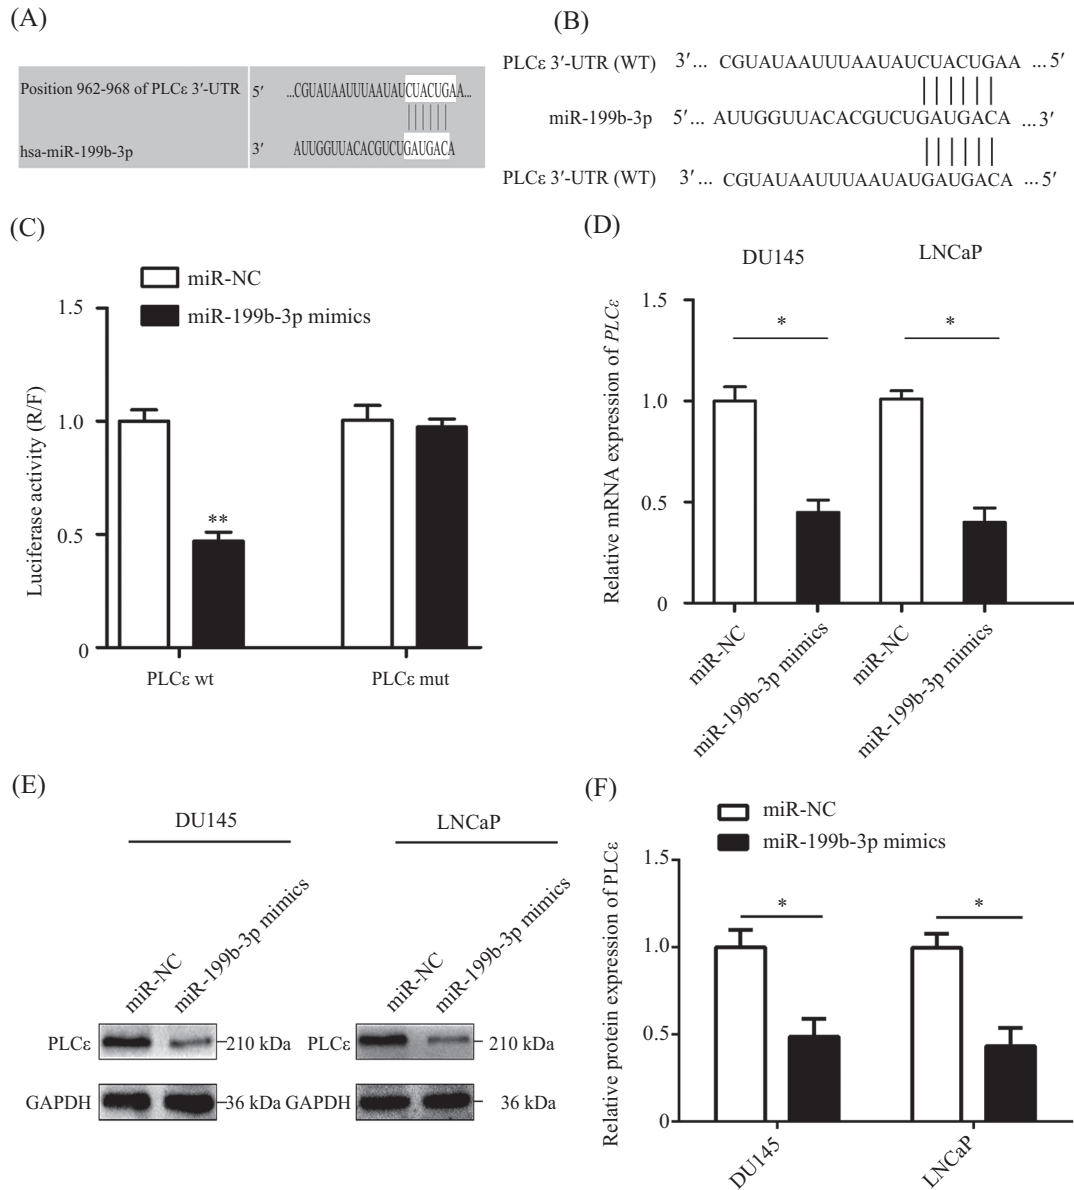 (A)
Position 962-968 of PLCε 3′-UTR 5′ ...CGUAUAAUUUAAUAUCUACUGAA...
hsa-miR-199b-3p 3′ AUUGGUUACACGUCUGAUGACA
(B)
PLCε 3′-UTR (WT) 3′... CGUAUAAUUUAAUAUCUACUGAA ...5′
miR-199b-3p 5′... AUUGGUUACACGUCUGAUGACA ...3′
PLCε 3′-UTR (WT) 3′... CGUAUAAUUUAAUAUGAUGACA ...5′
(C)
miR-NC
miR-199b-3p mimics
Luciferase activity (R/F)
1.5
1.0
0.5
0
**
PLCε wt
PLCε mut
(D)
DU145
LNCaP
Relative mRNA expression of PLCε
1.5
1.0
0.5
0
*
*
miR-NC
miR-199b-3p mimics
miR-NC
miR-199b-3p mimics
(E)
DU145
LNCaP
miR-NC
miR-199b-3p mimics
miR-NC
miR-199b-3p mimics
PLCε 210 kDa PLCε 210 kDa
GAPDH 36 kDa GAPDH 36 kDa
(F)
miR-NC
miR-199b-3p mimics
Relative protein expression of PLCε
1.5
1.0
0.5
0
*
*
DU145
LNCaP